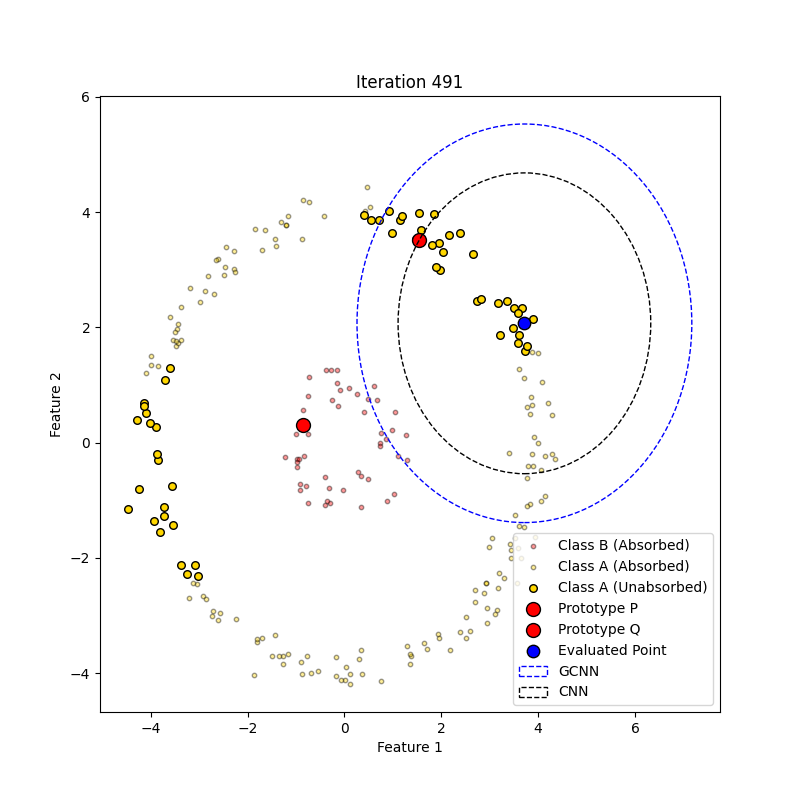 Iteration 491
6
4
2
0
−2
−4
Feature 2
−4
−2
0
2
4
6
Feature 1
Class B (Absorbed)
Class A (Absorbed)
Class A (Unabsorbed)
Prototype P
Prototype Q
Evaluated Point
GCNN
CNN